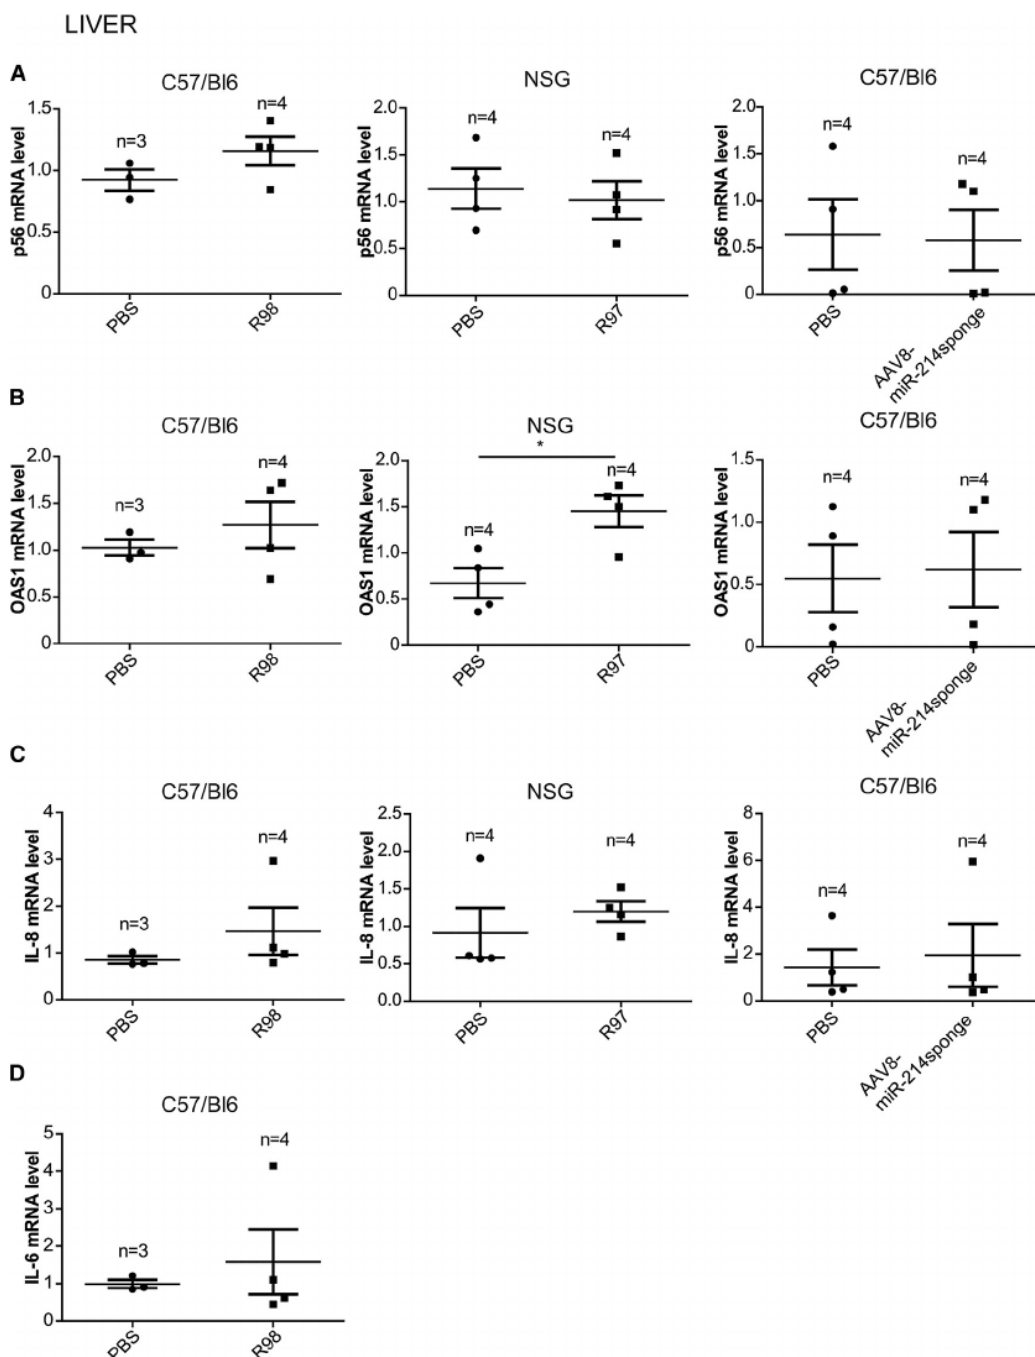 LIVER
A
C57/Bl6
NSG
C57/Bl6
p56 mRNA level
1.5
1.0
0.5
0
n=3
n=4
PBS
R98
p56 mRNA level
2.0
1.5
1.0
0.5
0
n=4
n=4
PBS
R97
p56 mRNA level
2.0
1.5
1.0
0.5
0
n=4
n=4
PBS
AAV8-
miR-214sponge
B
C57/Bl6
NSG
C57/Bl6
OAS1 mRNA level
2.0
1.5
1.0
0.5
0
n=3
n=4
PBS
R98
OAS1 mRNA level
2.0
1.5
1.0
0.5
0
*
n=4
n=4
PBS
R97
OAS1 mRNA level
1.5
1.0
0.5
0
n=4
n=4
PBS
AAV8-
miR-214sponge
C
C57/Bl6
NSG
C57/Bl6
IL-8 mRNA level
4
3
2
1
0
n=3
n=4
PBS
R98
IL-8 mRNA level
2.5
2.0
1.5
1.0
0.5
0.0
n=4
n=4
PBS
R97
IL-8 mRNA level
8
6
4
2
0
n=4
n=4
PBS
AAV8-
miR-214sponge
D
C57/Bl6
IL-6 mRNA level
5
4
3
2
1
0
n=3
n=4
PBS
R98